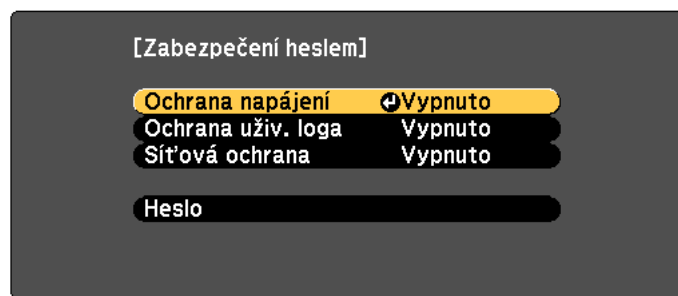 [Zabezpečení heslem]
Ochrana napájení Vypnuto
Ochrana uživ. loga Vypnuto
Síťová ochrana Vypnuto
Heslo